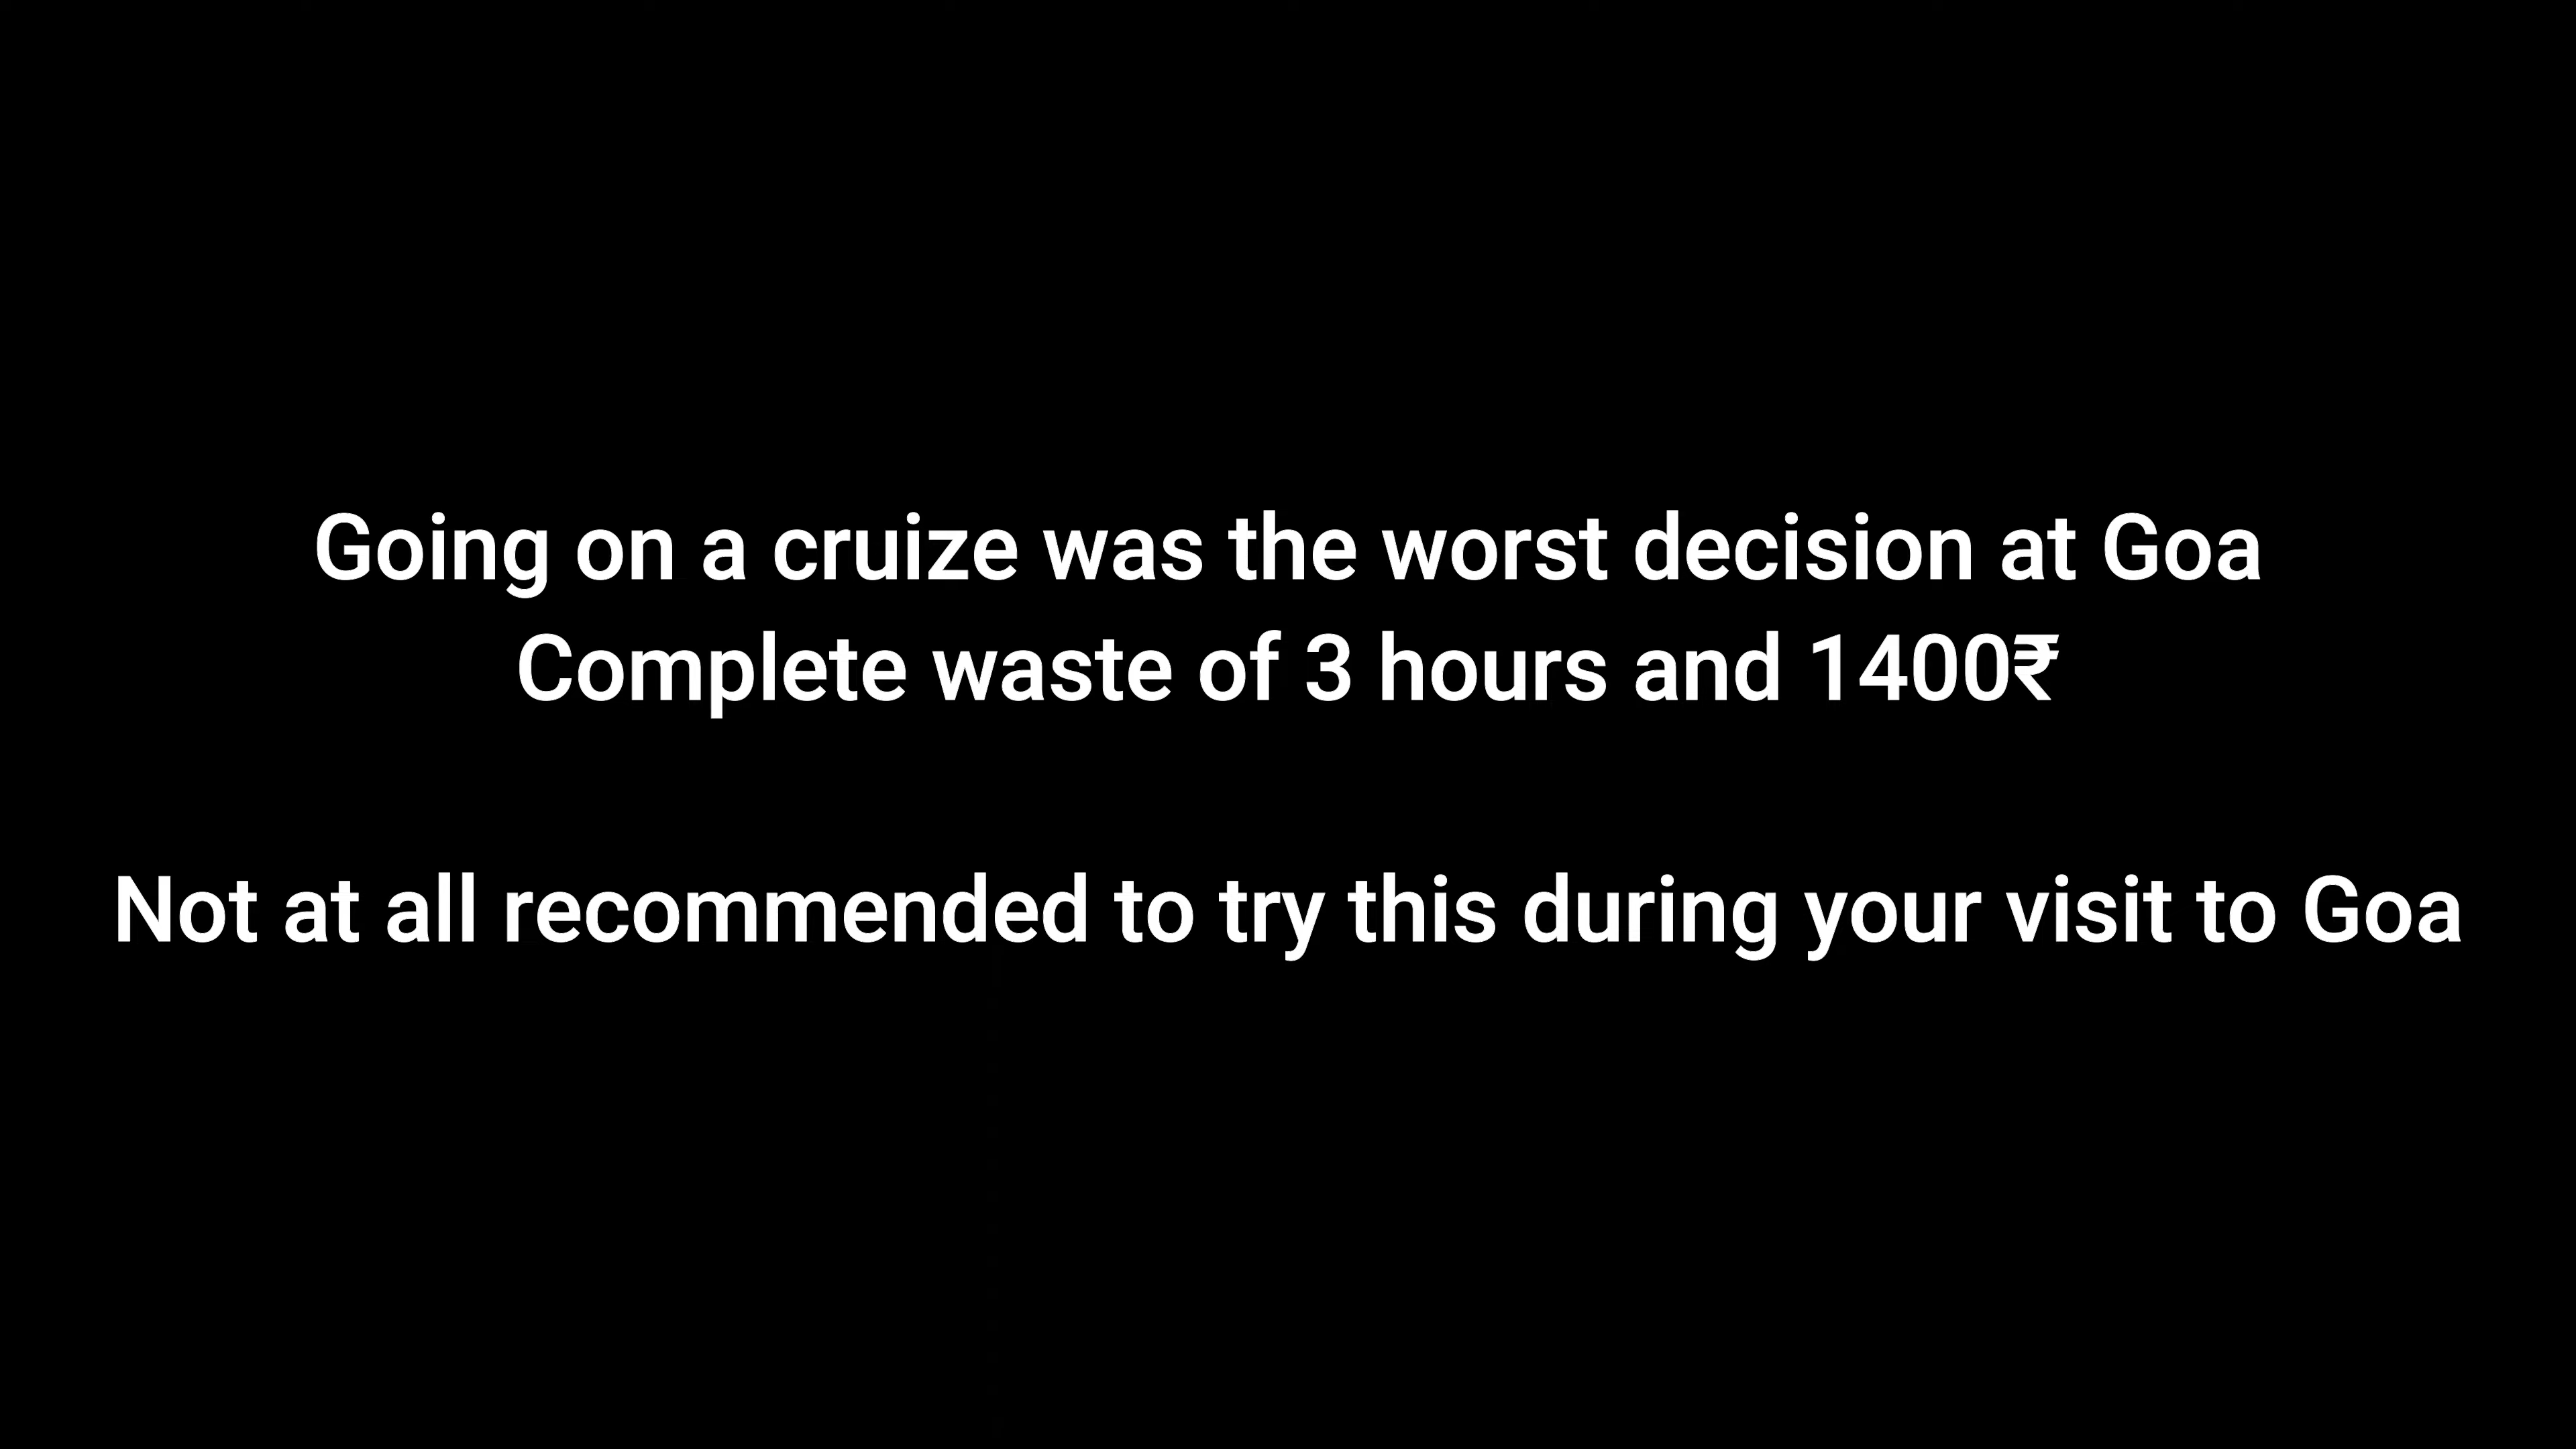 Going on a cruize was the worst decision at Goa
Complete waste of 3 hours and 1400₹
Not at all recommended to try this during your visit to Goa